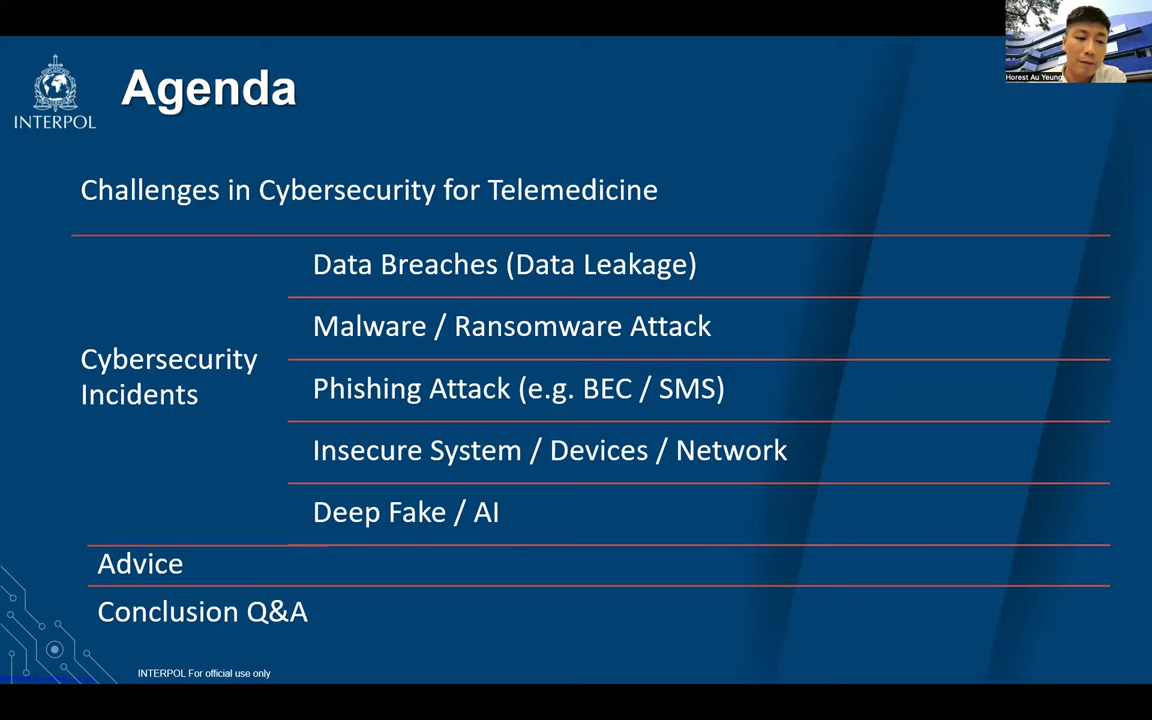 Horest Au Yeung
INTERPOL
Agenda
Challenges in Cybersecurity for Telemedicine
Cybersecurity
Incidents
Data Breaches (Data Leakage)
Malware / Ransomware Attack
Phishing Attack (e.g. BEC / SMS)
Insecure System / Devices / Network
Deep Fake / AI
Advice
Conclusion Q&A
INTERPOL For official use only